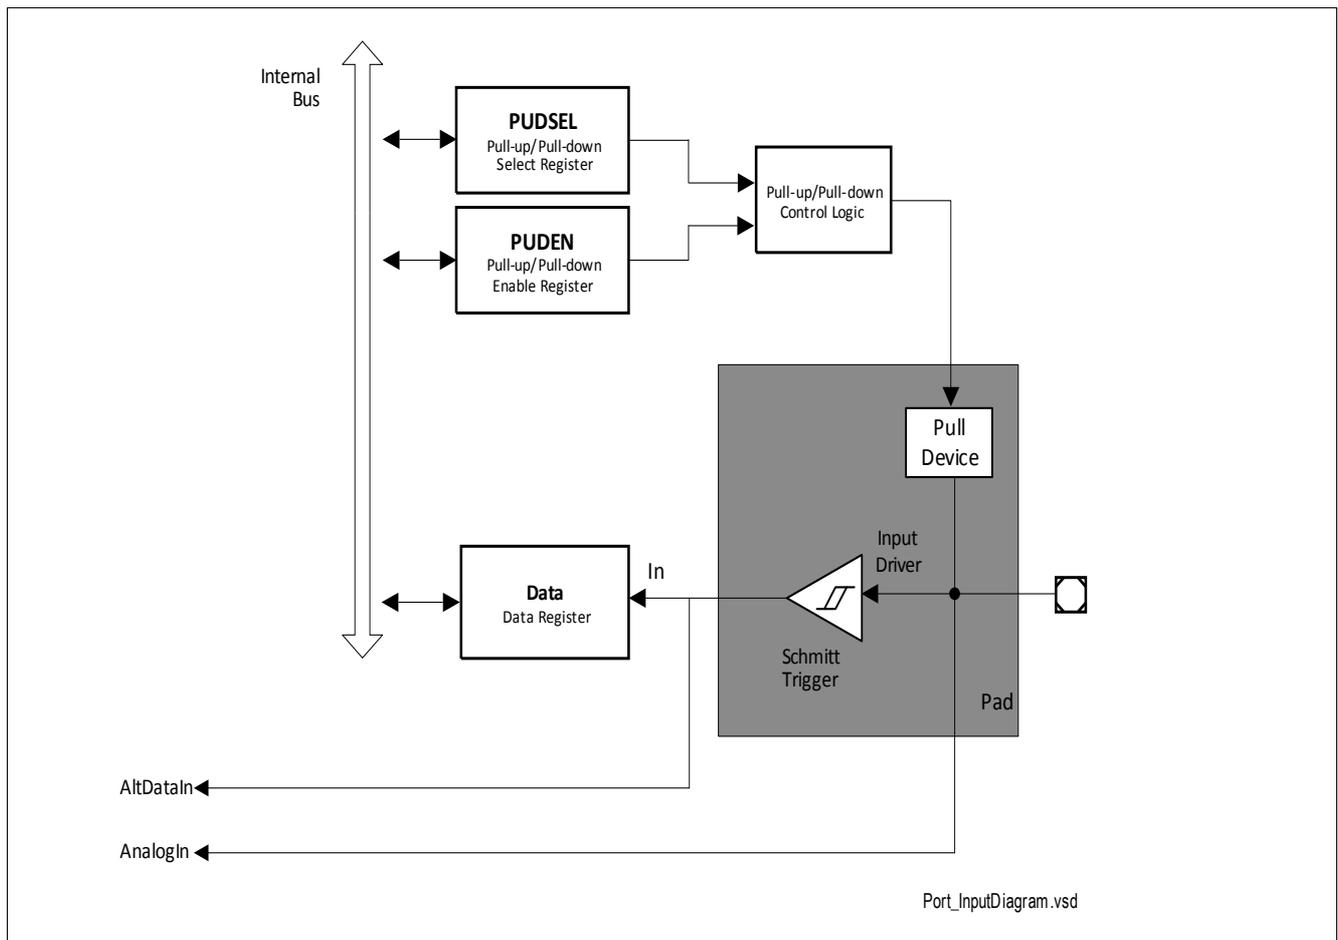 Internal
Bus
PUDSEL
Pull-up/Pull-down
Select Register
Pull-up/Pull-down
Control Logic
PUDEN
Pull-up/Pull-down
Enable Register
Pull
Device
Input
Driver
In
Data
Data Register
Schmitt
Trigger
Pad
AltDataIn
AnalogIn
Port_InputDiagram.vsd